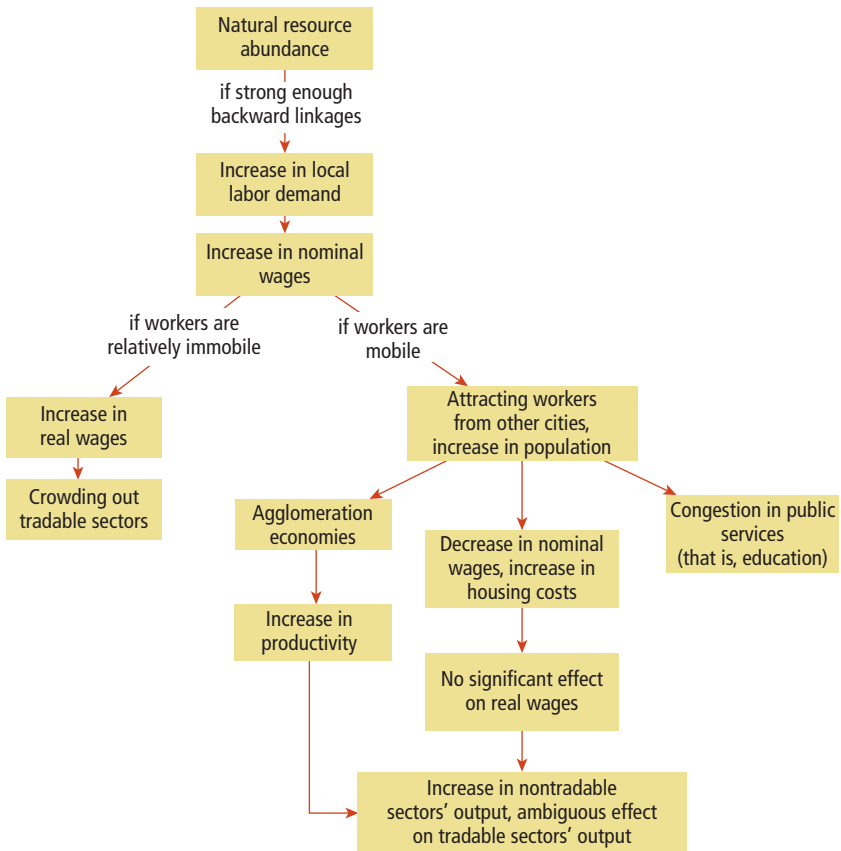 Natural resource
abundance
if strong enough
backward linkages
Increase in local
labor demand
Increase in nominal
wages
if workers are
relatively immobile
if workers are
mobile
Increase in
real wages
Crowding out
tradable sectors
Attracting workers
from other cities,
increase in population
Agglomeration
economies
Increase in
productivity
Decrease in nominal
wages, increase in
housing costs
No significant effect
on real wages
Congestion in public
services
(that is, education)
Increase in nontradable
sectors’ output, ambiguous effect
on tradable sectors’ output